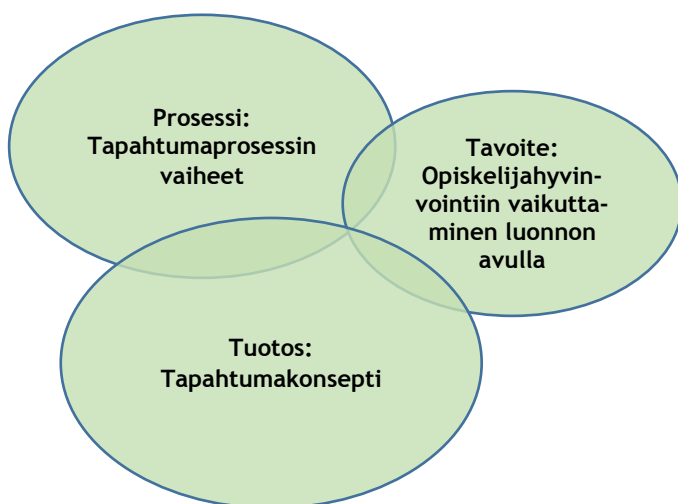 Prosessi:
Tapahtumaprosessin
vaiheet
Tavoite:
Opiskelijahyvin-
vointiin vaikutta-
minen luonnon
avulla
Tuotos:
Tapahtumakonsepti